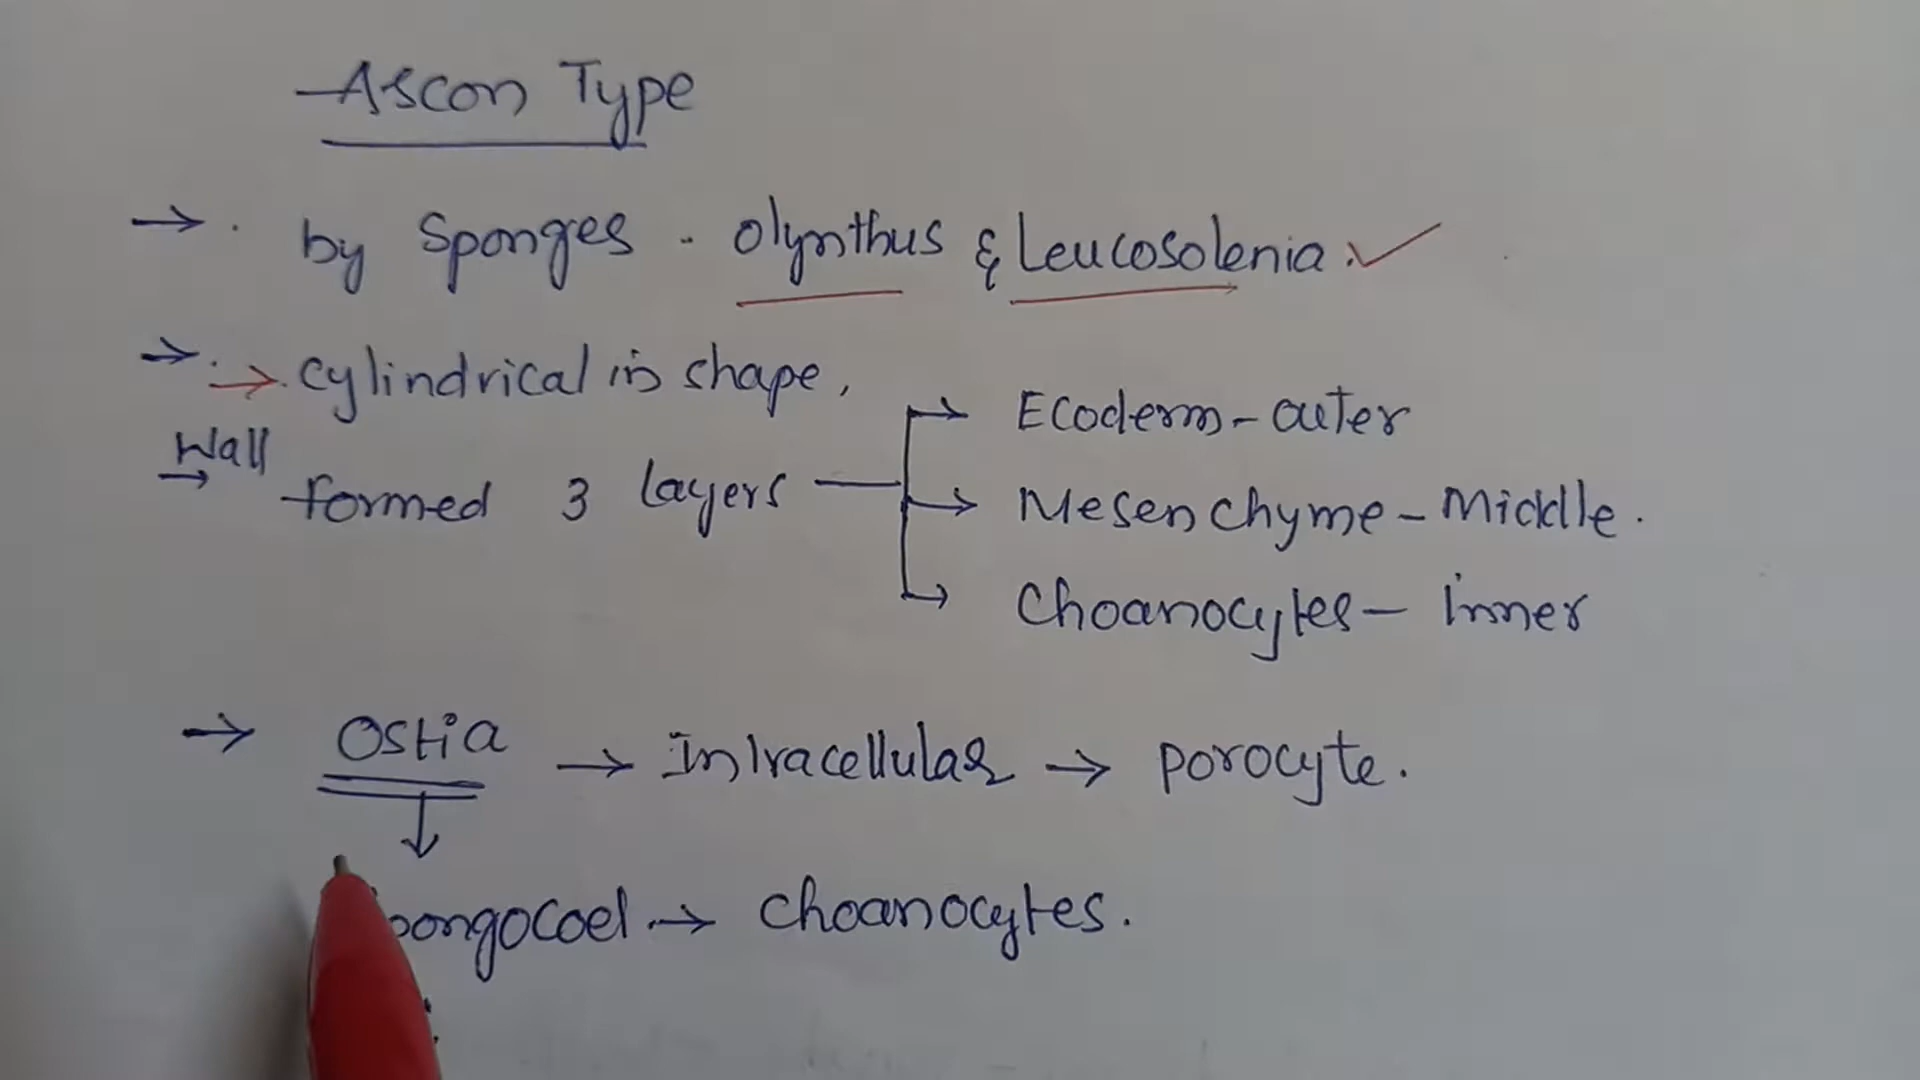 Ascon Type
→ . by Sponges - Olynthus & Leucosolenia. ✓
→ . → . Cylindrical in shape,
Ecoderm - outer
→ Wall formed 3 layers → Mesenchyme - Middle.
Choanocytes - inner
→ Ostia → Intracellular → porocyte.
↓
→ Choanocytes.